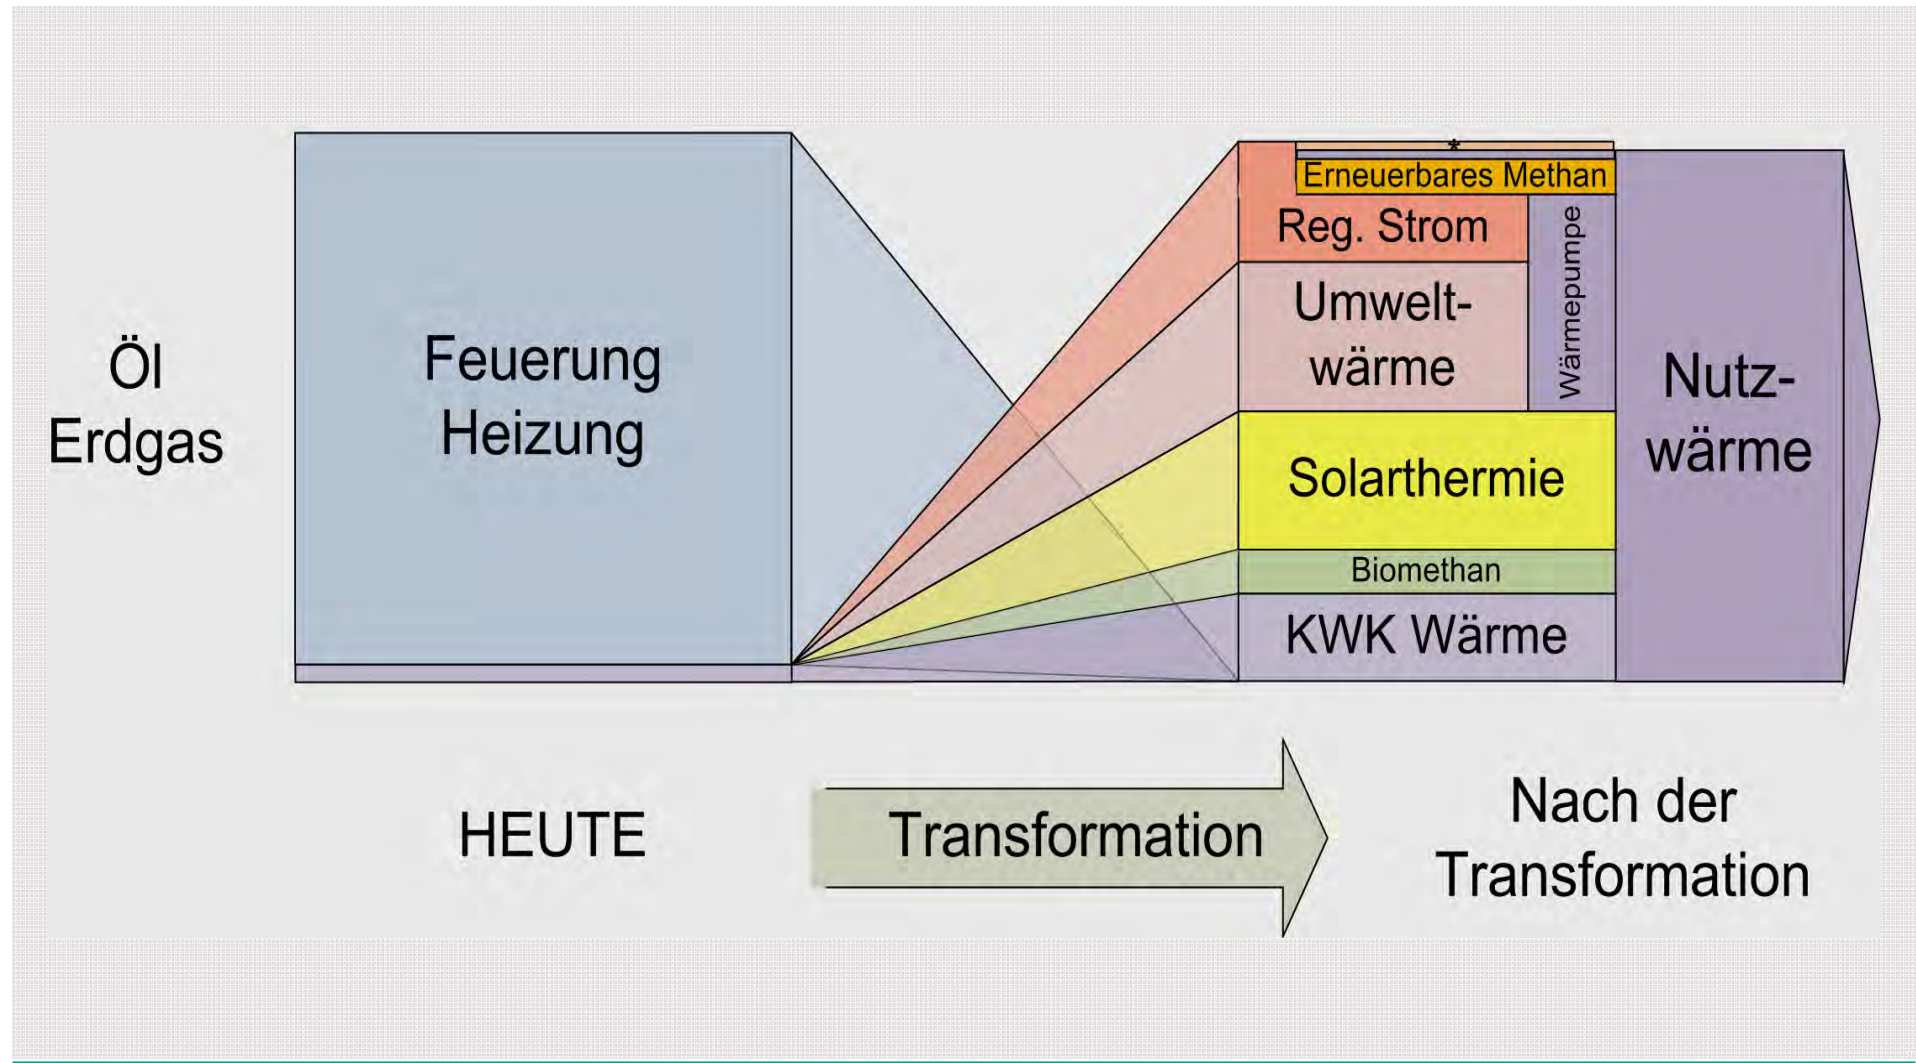 Öl
Erdgas
Feuerung
Heizung
*
Erneuerbares Methan
Reg. Strom
Umwelt-
wärme
Wärmepumpe
Solarthermie
Biomethan
KWK Wärme
Nutz-
wärme
HEUTE
Transformation
Nach der
Transformation